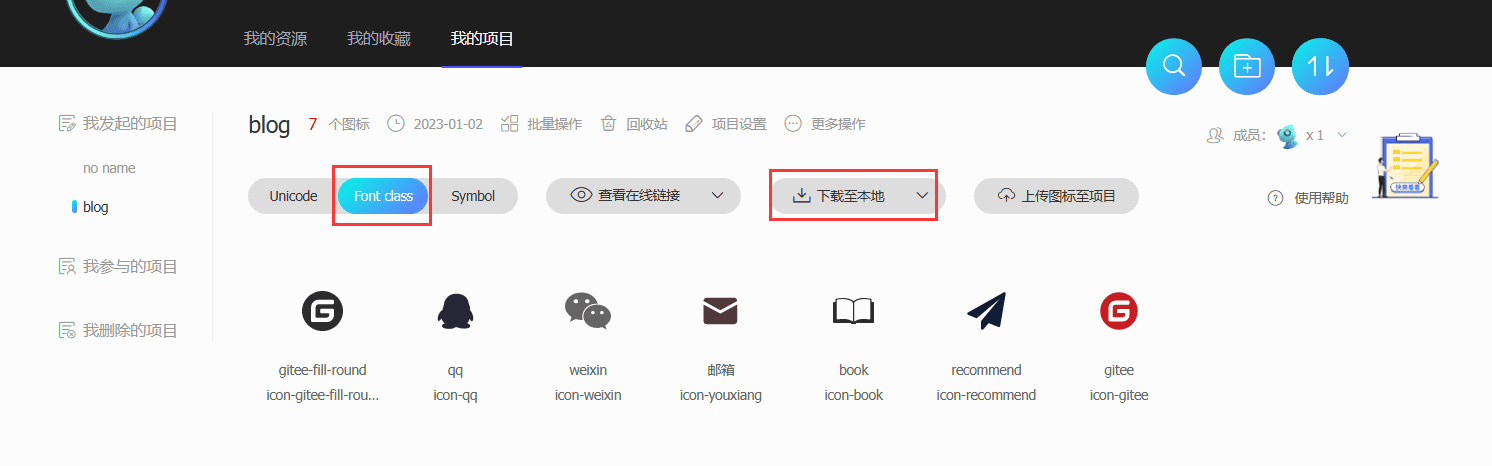 我的资源 我的收藏 我的项目
我发起的项目
no name
blog
我参与的项目
我删除的项目
blog 7 个图标 2023-01-02 批量操作 回收站 项目设置 更多操作
成员： x 1
Unicode Font class Symbol 查看在线链接 下载至本地 上传图标至项目
使用帮助
快来看看
gitee-fill-round qq weixin 邮箱 book recommend gitee
icon-gitee-fill-rou... icon-qq icon-weixin icon-youxiang icon-book icon-recommend icon-gitee